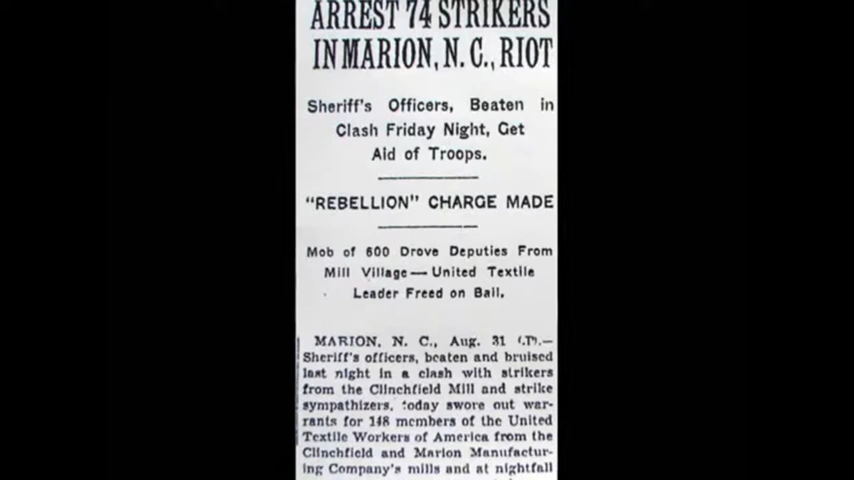 ARREST 74 STRIKERS
IN MARION, N. C., RIOT
Sheriff's Officers, Beaten in
Clash Friday Night, Get
Aid of Troops.
"REBELLION" CHARGE MADE
Mob of 600 Drove Deputies From
Mill Village—United Textile
Leader Freed on Bail.
MARION, N. C., Aug. 31 (.—
Sheriff's officers, beaten and bruised
last night in a clash with strikers
from the Clinchfield Mill and strike
sympathizers, today swore out war-
rants for 148 members of the United
Textile Workers of America from the
Clinchfield and Marion Manufactur-
ing Company's mills and at nightfall